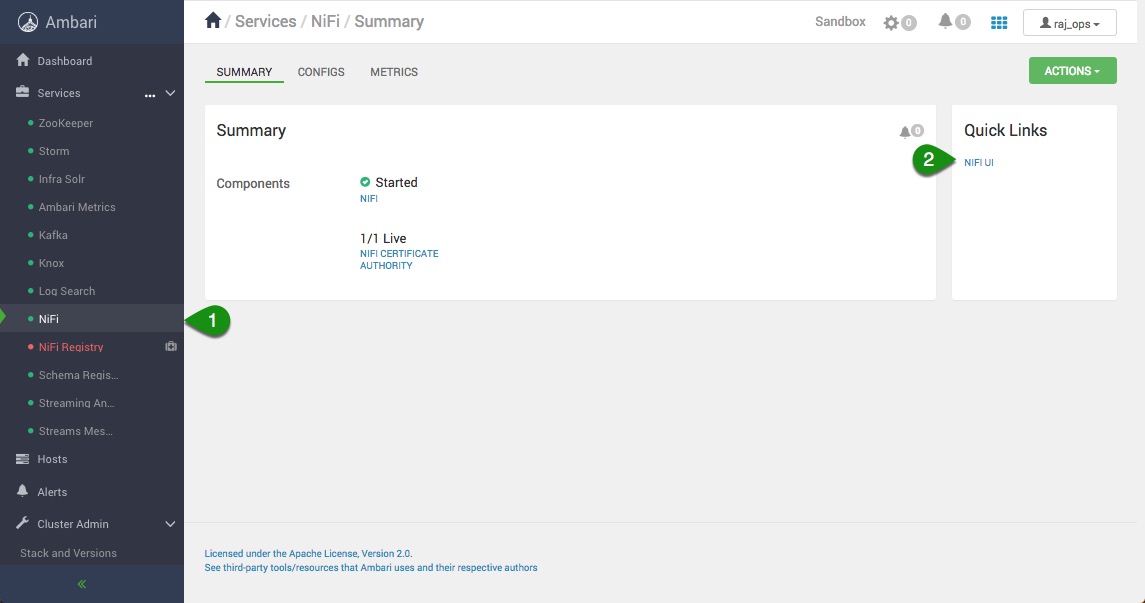 Ambari
/ Services / NiFi / Summary
Sandbox
0
0
raj_ops
Dashboard
Services
...
ZooKeeper
Storm
Infra Solr
Ambari Metrics
Kafka
Knox
Log Search
NiFi
NiFi Registry
Schema Regis...
Streaming An...
Streams Mes...
Hosts
Alerts
Cluster Admin
Stack and Versions
«
SUMMARY CONFIGS METRICS
ACTIONS
Summary
0
Components
Started
NIFI
1/1 Live
NIFI CERTIFICATE
AUTHORITY
Quick Links
NIFI UI
1
2
Licensed under the Apache License, Version 2.0.
See third-party tools/resources that Ambari uses and their respective authors